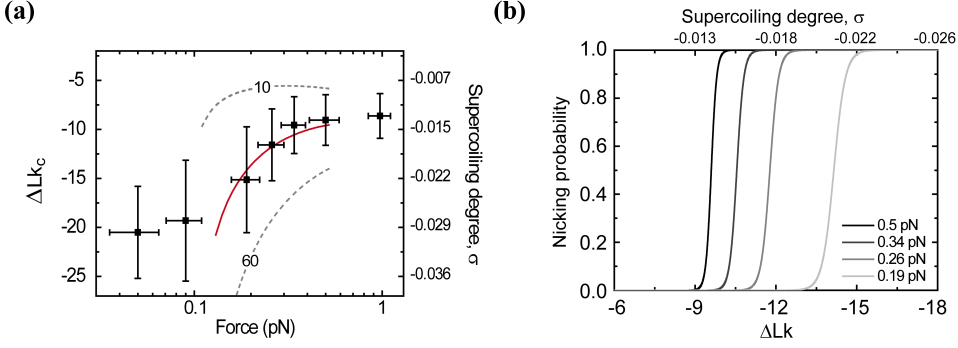 (a)
-5
-10
-15
-20
-25
ΔLk_c
0.1
1
Force (pN)
10
60
-0.007
-0.015
-0.022
-0.029
-0.036
Supercoiling degree, σ
(b)
Supercoiling degree, σ
-0.013 -0.018 -0.022 -0.026
1.0
0.8
0.6
0.4
0.2
0.0
Nicking probability
0.5 pN
0.34 pN
0.26 pN
0.19 pN
-6 -9 -12 -15 -18
ΔLk